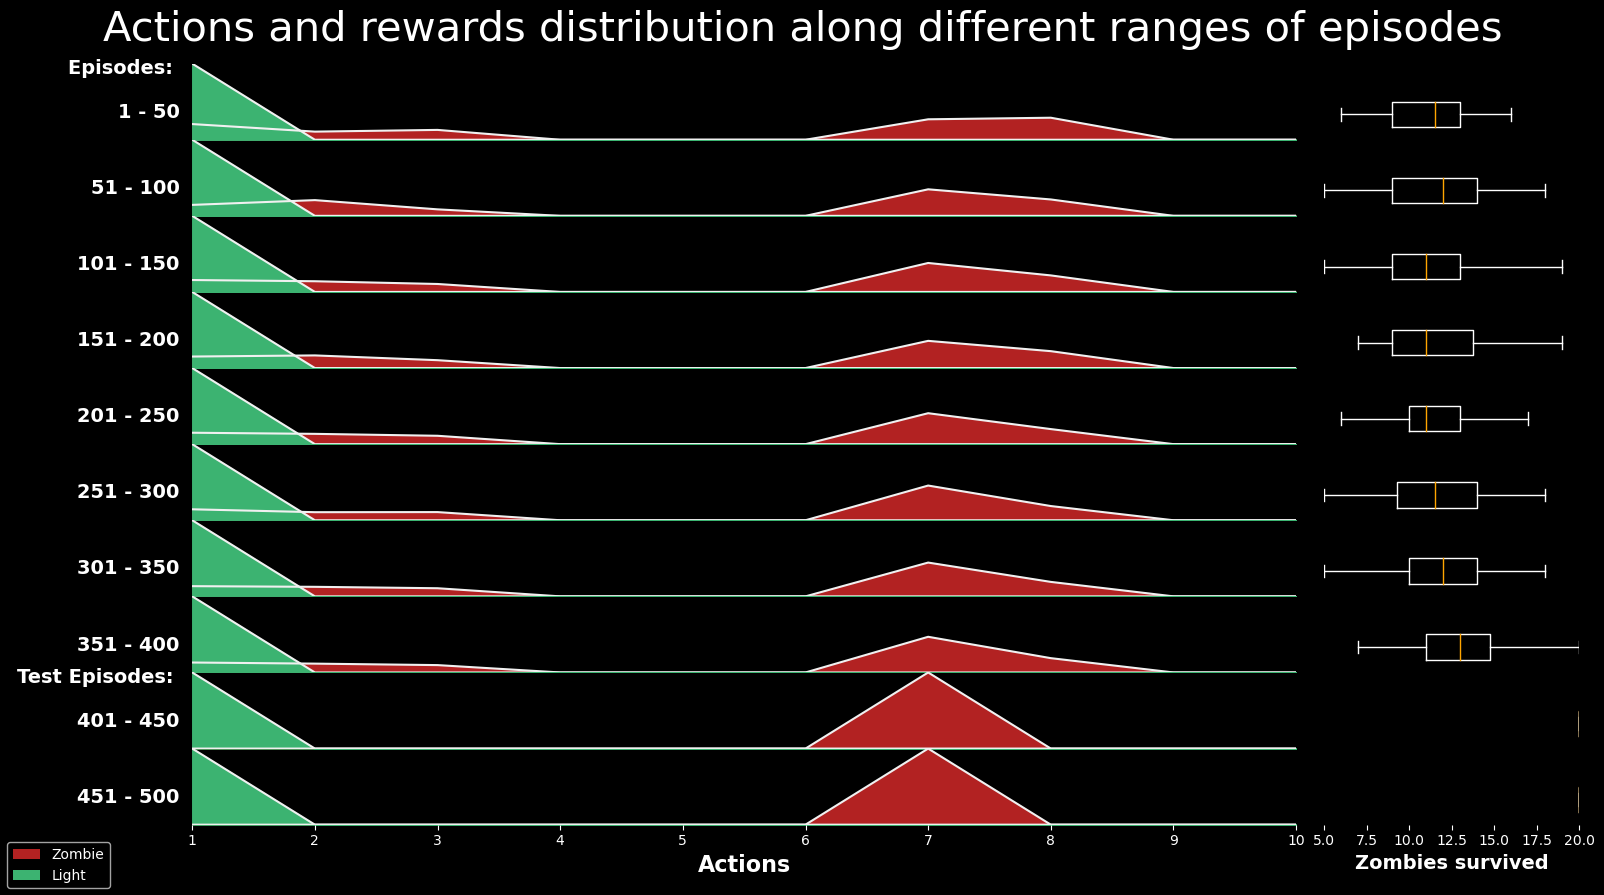 Actions and rewards distribution along different ranges of episodes
Episodes:
1 - 50
51 - 100
101 - 150
151 - 200
201 - 250
251 - 300
301 - 350
351 - 400
Test Episodes:
401 - 450
451 - 500
1 2 3 4 5 6 7 8 9 10
5.0 7.5 10.0 12.5 15.0 17.5 20.0
Actions
Zombies survived
Zombie
Light